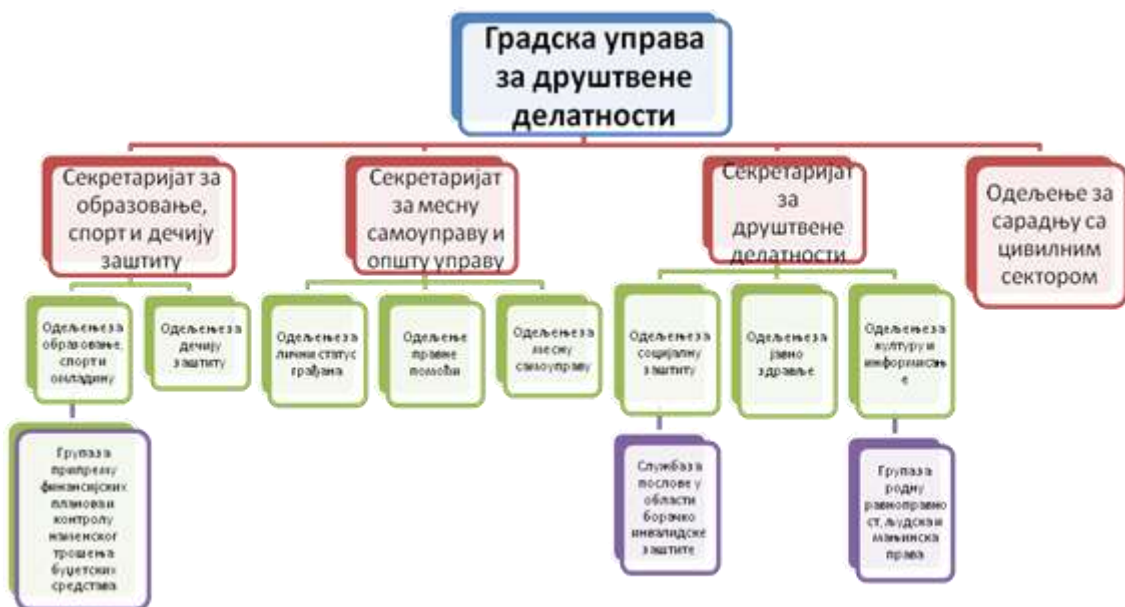 Градска управа
за друштвене
делатности
Секретаријат за
образовање,
спорт и дечију
заштиту
Секретаријат
за месну
самоуправу и
општу управу
Секретаријат
за
друштвене
делатности
Одељење за
сарадњу са
цивилним
сектором
Одељење за
образовање,
спорт и
омладину
Одељење за
дечију
заштиту
Одељење за
лични статус
грађана
Одељење
правне
помоћи
Одељење за
месну
самоуправу
Одељење за
социјалну
заштиту
Одељење за
јавно
здравље
Одељење за
културу и
информисањ
е
Група за
припрему
финансијских
планова и
контролу
наменског
трошења
буџетских
средстава
Служба за
послове у
области
борачко
инвалидске
заштите
Група за
родну
равноправно
ст, људска и
мањинска
права